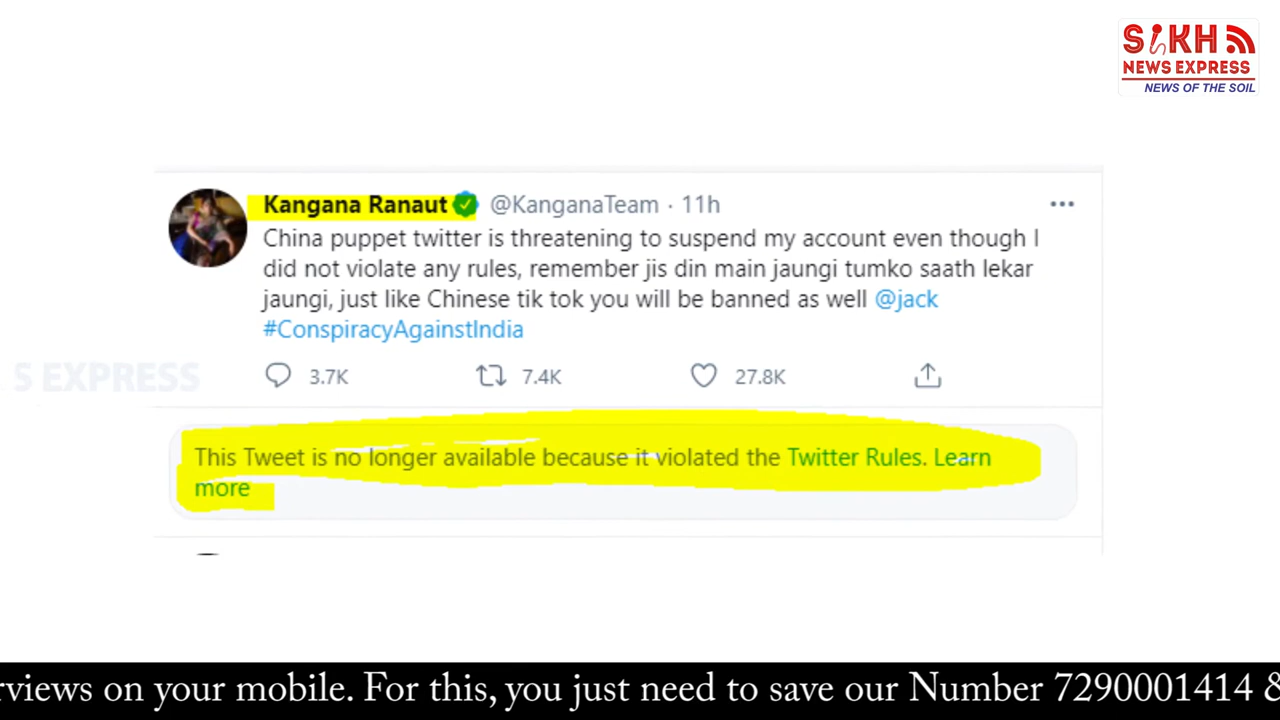 SiKH
NEWS EXPRESS
NEWS OF THE SOIL
Kangana Ranaut @KanganaTeam · 11h
China puppet twitter is threatening to suspend my account even though I
did not violate any rules, remember jis din main jaungi tumko saath lekar
jaungi, just like Chinese tik tok you will be banned as well @jack
#ConspiracyAgainstIndia
S EXPRESS
3.7K 7.4K 27.8K
This Tweet is no longer available because it violated the Twitter Rules. Learn
more
rviews on your mobile. For this, you just need to save our Number 7290001414 &